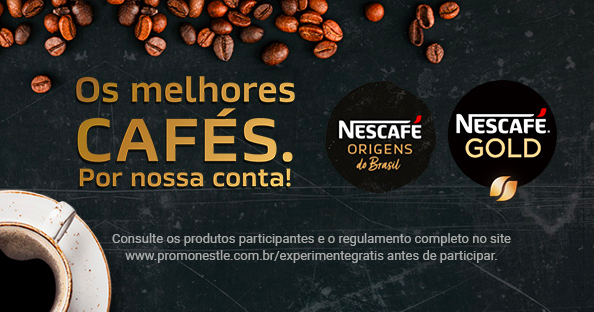 Os melhores
CAFÉS.
Por nossa conta!
NESCAFÉ
ORIGENS
do Brasil
NESCAFÉ.
GOLD
Consulte os produtos participantes e o regulamento completo no site
www.promonestle.com.br/experimentegratis antes de participar.